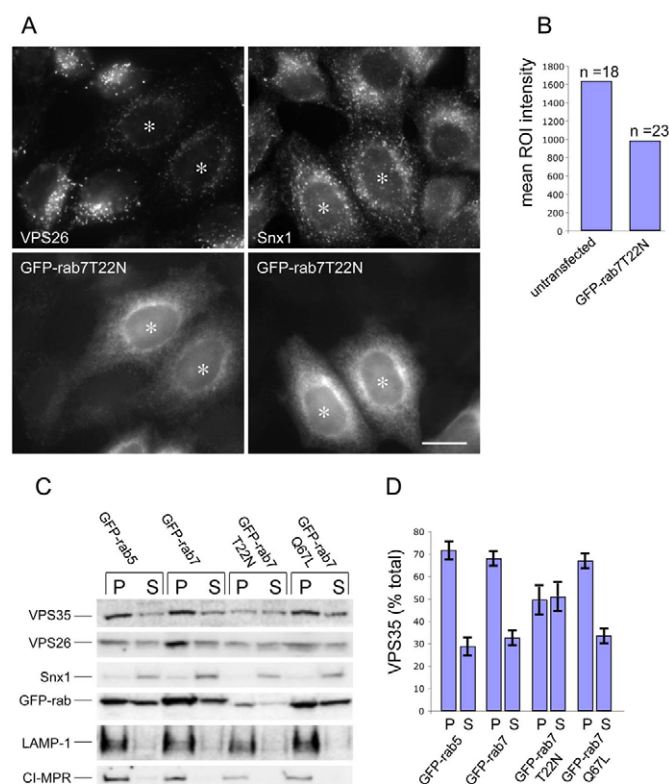 A
VPS26
*
*
Snx1
*
*
GFP-rab7T22N
*
*
GFP-rab7T22N
*
*
B
mean ROI intensity
1800
1600
1400
1200
1000
800
600
400
200
0
n =18
n =23
untransfected
GFP-rab7T22N
C
GFP-rab5
GFP-rab7
GFP-rab7
T22N
GFP-rab7
Q67L
P S P S P S P S
VPS35
VPS26
Snx1
GFP-rab
LAMP-1
CI-MPR
D
VPS35 (% total)
80
70
60
50
40
30
20
10
0
P S P S P S P S
GFP-rab5
GFP-rab7
GFP-rab7
T22N
GFP-rab7
Q67L